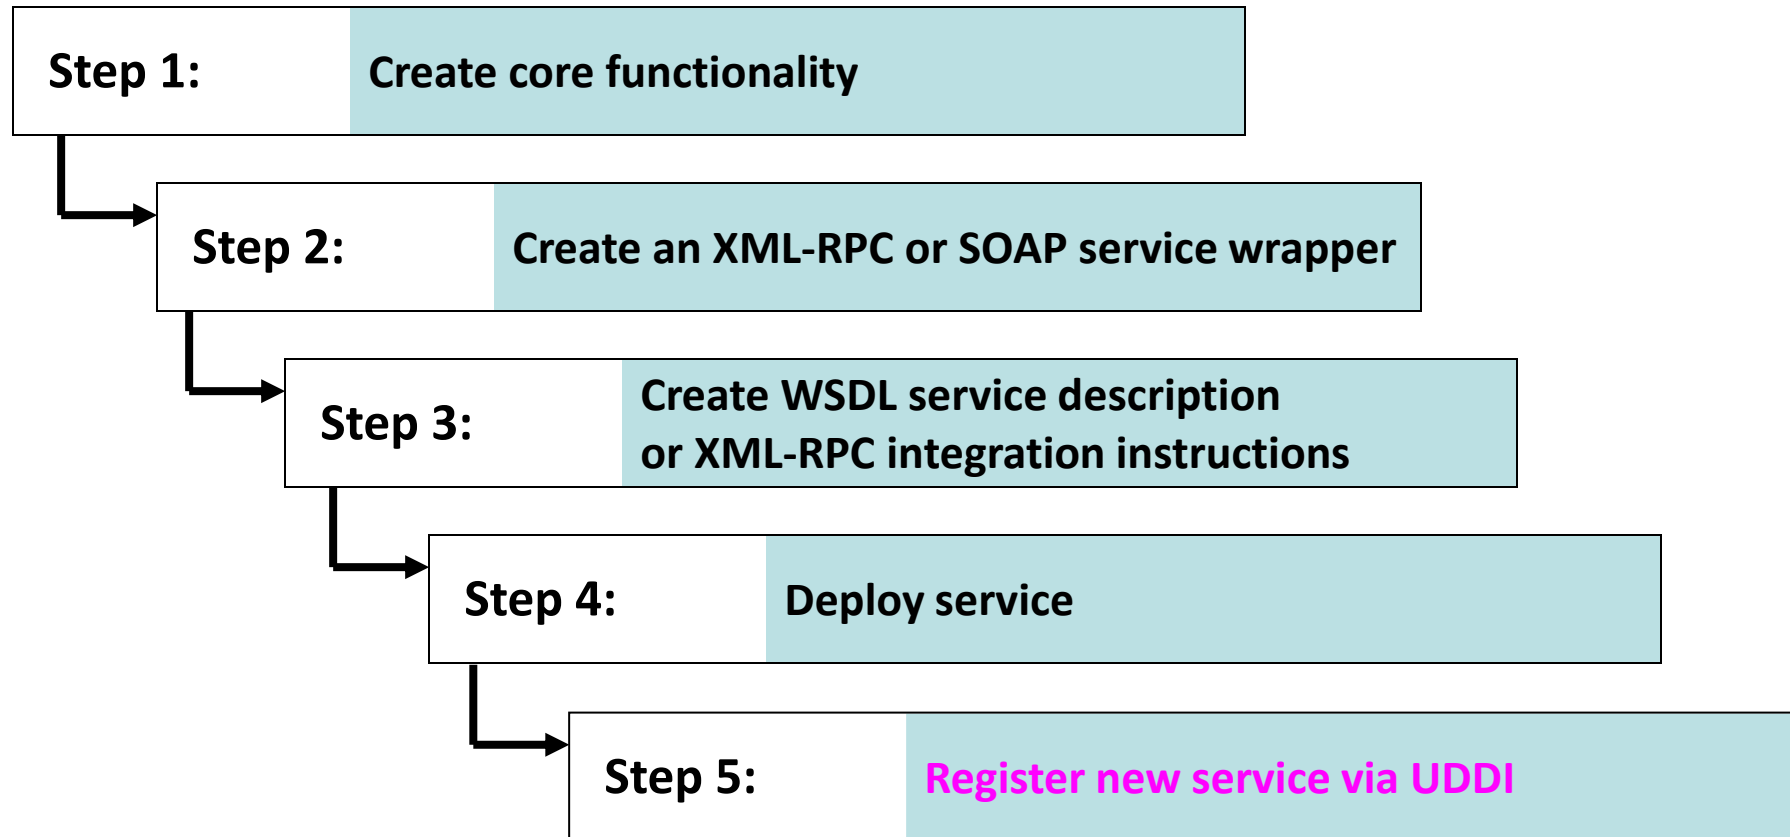 Step 1: Create core functionality
Step 2: Create an XML-RPC or SOAP service wrapper
Step 3: Create WSDL service description
or XML-RPC integration instructions
Step 4: Deploy service
Step 5: Register new service via UDDI